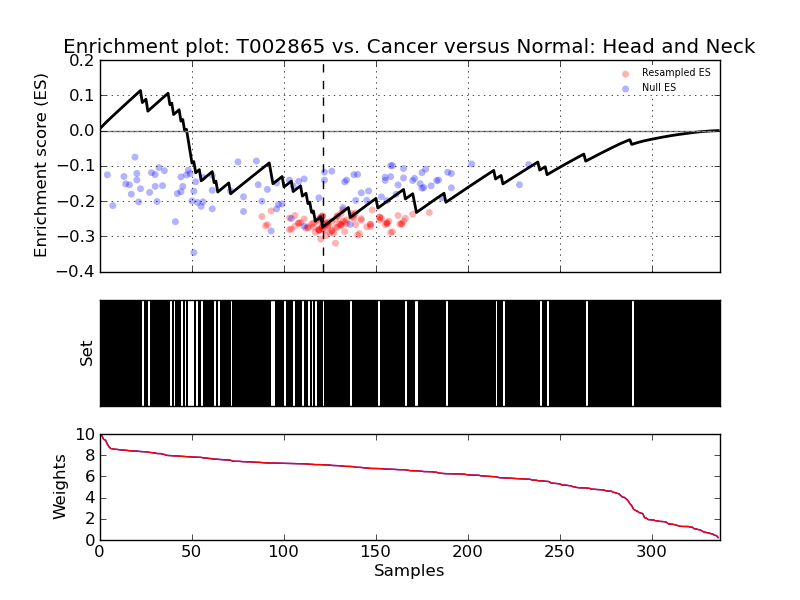 Enrichment plot: T002865 vs. Cancer versus Normal: Head and Neck
Enrichment score (ES)
0.2
0.1
0.0
−0.1
−0.2
−0.3
−0.4
Resampled ES
Null ES
Set
Weights
10
8
6
4
2
0
0 50 100 150 200 250 300
Samples